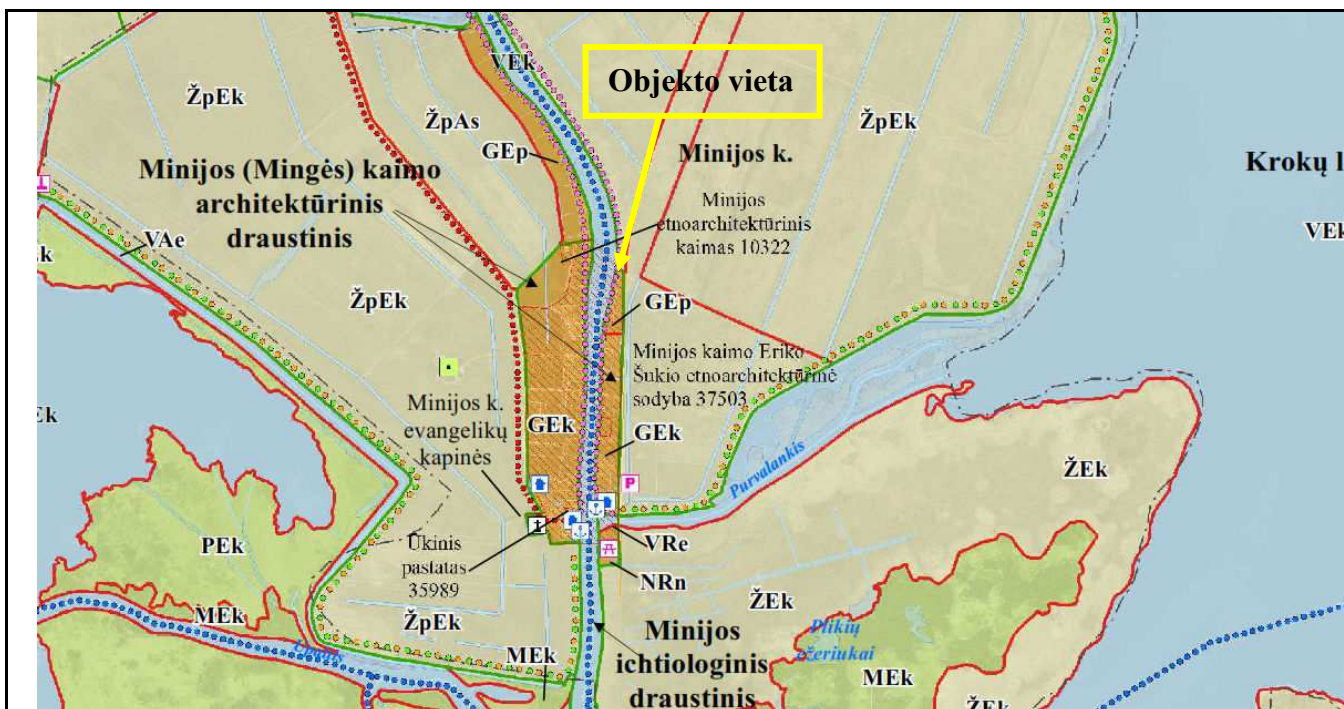 VEk
Objekto vieta
ŽpEk
ŽpAs
ŽpEk
GEp
Minijos k.
Krokų l
Minijos (Mingės) kaimo
architektūrinis
draustinis
Minijos
etnoarchitektūrinis
kaimas 10322
VAe
VEk
k
ŽpEk
GEp
Minijos kaimo Eriko
Šukio etnoarchitektūrinė
sodyba 37503
Minijos k.
evangelikų
kapinės
Ek
GEk
GEk
Purvalankis
ŽEk
P
PEk
Ūkinis
pastatas
35989
VRe
NRn
ŽEk
MEk
ŽpEk
MEk
Minijos
ichtiologinis
draustinis
Plikių
ežeriukai
MEk
ŽEk